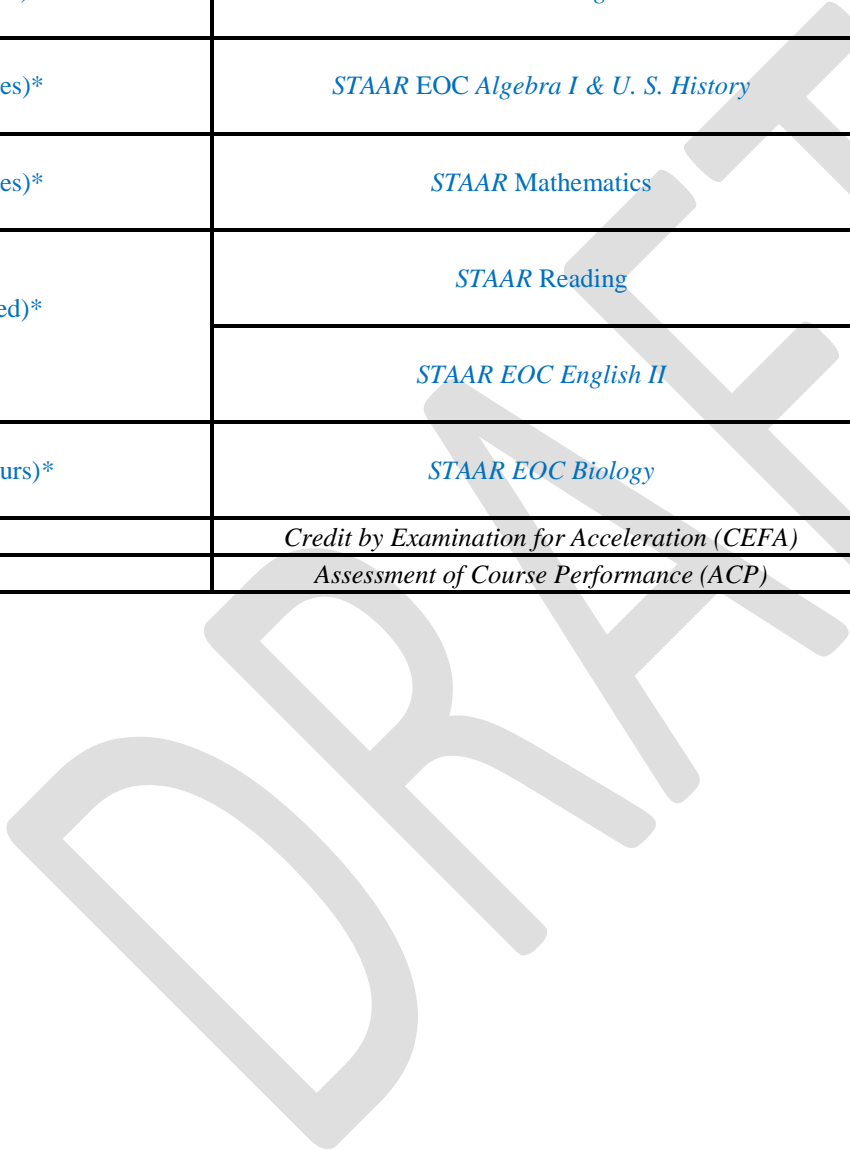 es)*
STAAR EOC Algebra I & U. S. History
es)*
STAAR Mathematics
ed)*
STAAR Reading
STAAR EOC English II
urs)*
STAAR EOC Biology
Credit by Examination for Acceleration (CEFA)
Assessment of Course Performance (ACP)
DRAFT